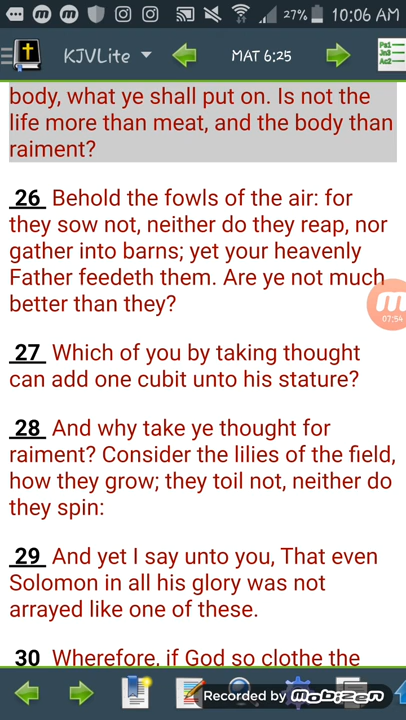 27% 10:06 AM
KJVLite MAT 6:25
Ps1
Jn3
Ac2
body, what ye shall put on. Is not the
life more than meat, and the body than
raiment?
26 Behold the fowls of the air: for
they sow not, neither do they reap, nor
gather into barns; yet your heavenly
Father feedeth them. Are ye not much
better than they?
07:54
27 Which of you by taking thought
can add one cubit unto his stature?
28 And why take ye thought for
raiment? Consider the lilies of the field,
how they grow; they toil not, neither do
they spin:
29 And yet I say unto you, That even
Solomon in all his glory was not
arrayed like one of these.
30 Wherefore, if God so clothe the
Recorded by mobizen